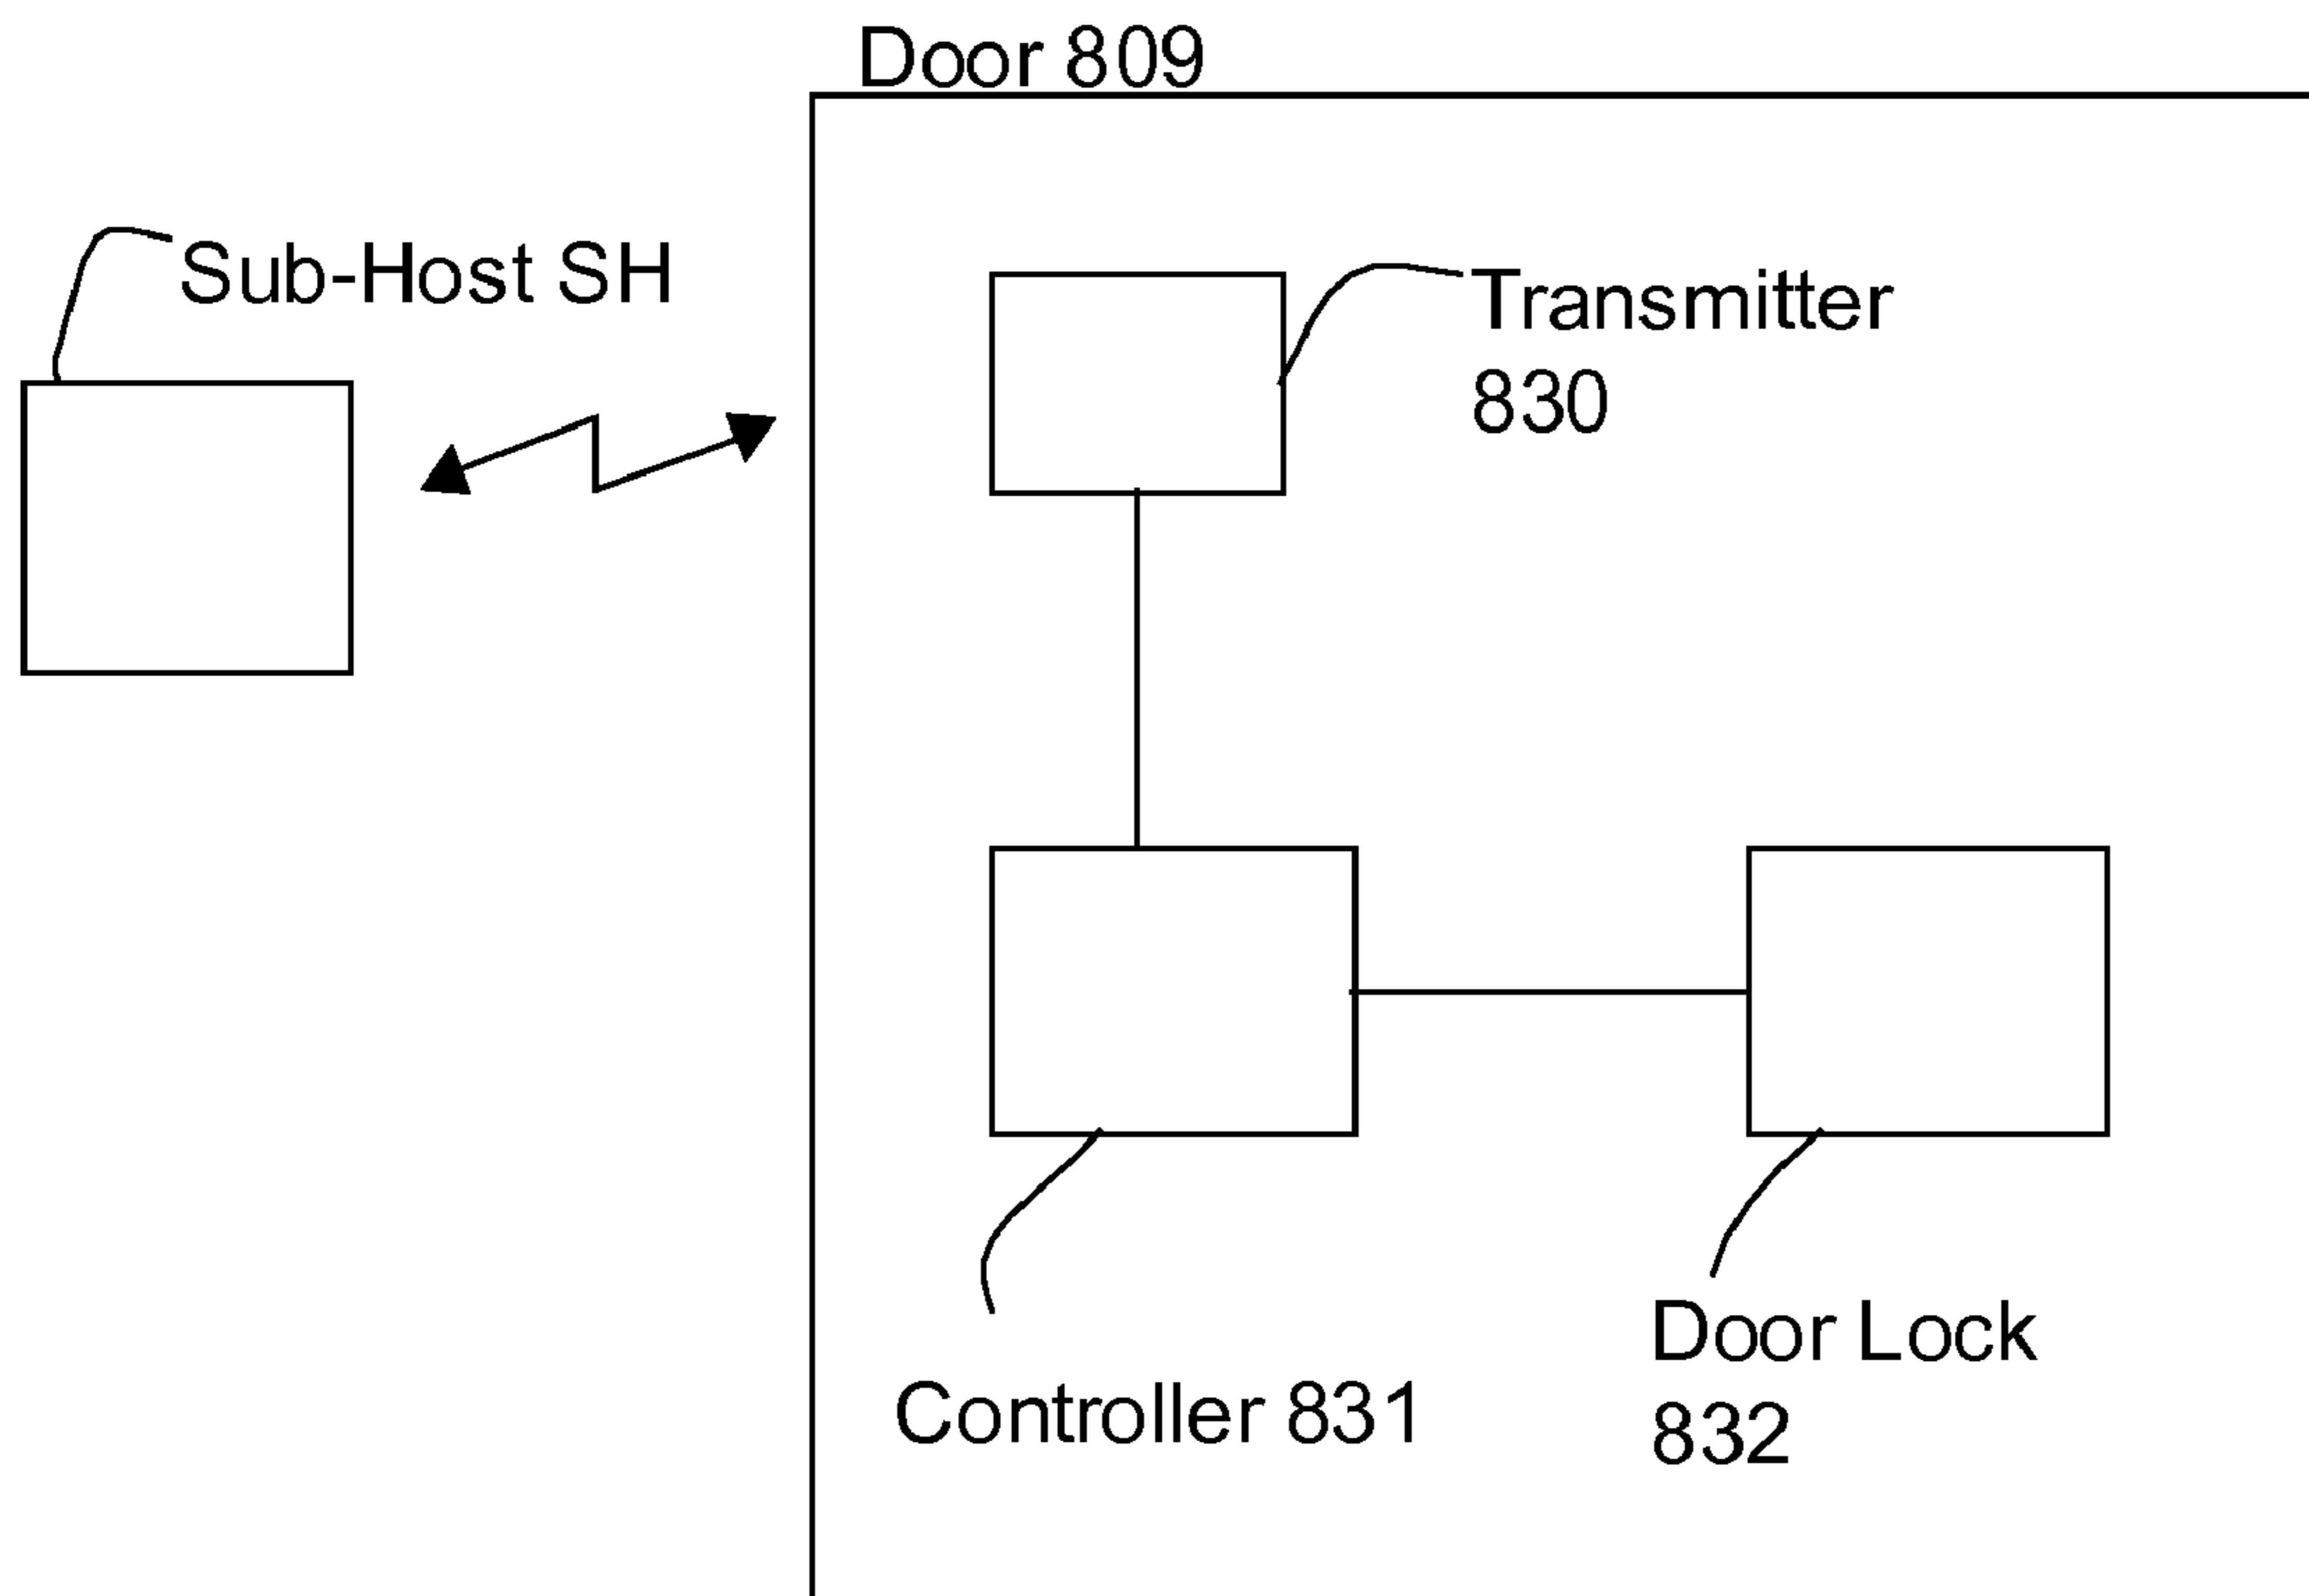 Door 809
Sub-Host SH
Transmitter
830
Controller 831
Door Lock
832